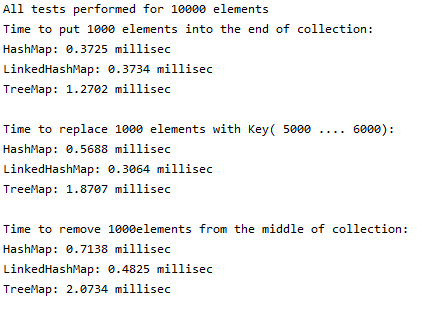 All tests performed for 10000 elements
Time to put 1000 elements into the end of collection:
HashMap: 0.3725 millisec
LinkedHashMap: 0.3734 millisec
TreeMap: 1.2702 millisec
Time to replace 1000 elements with Key( 5000 .... 6000):
HashMap: 0.5688 millisec
LinkedHashMap: 0.3064 millisec
TreeMap: 1.8707 millisec
Time to remove 1000elements from the middle of collection:
HashMap: 0.7138 millisec
LinkedHashMap: 0.4825 millisec
TreeMap: 2.0734 millisec